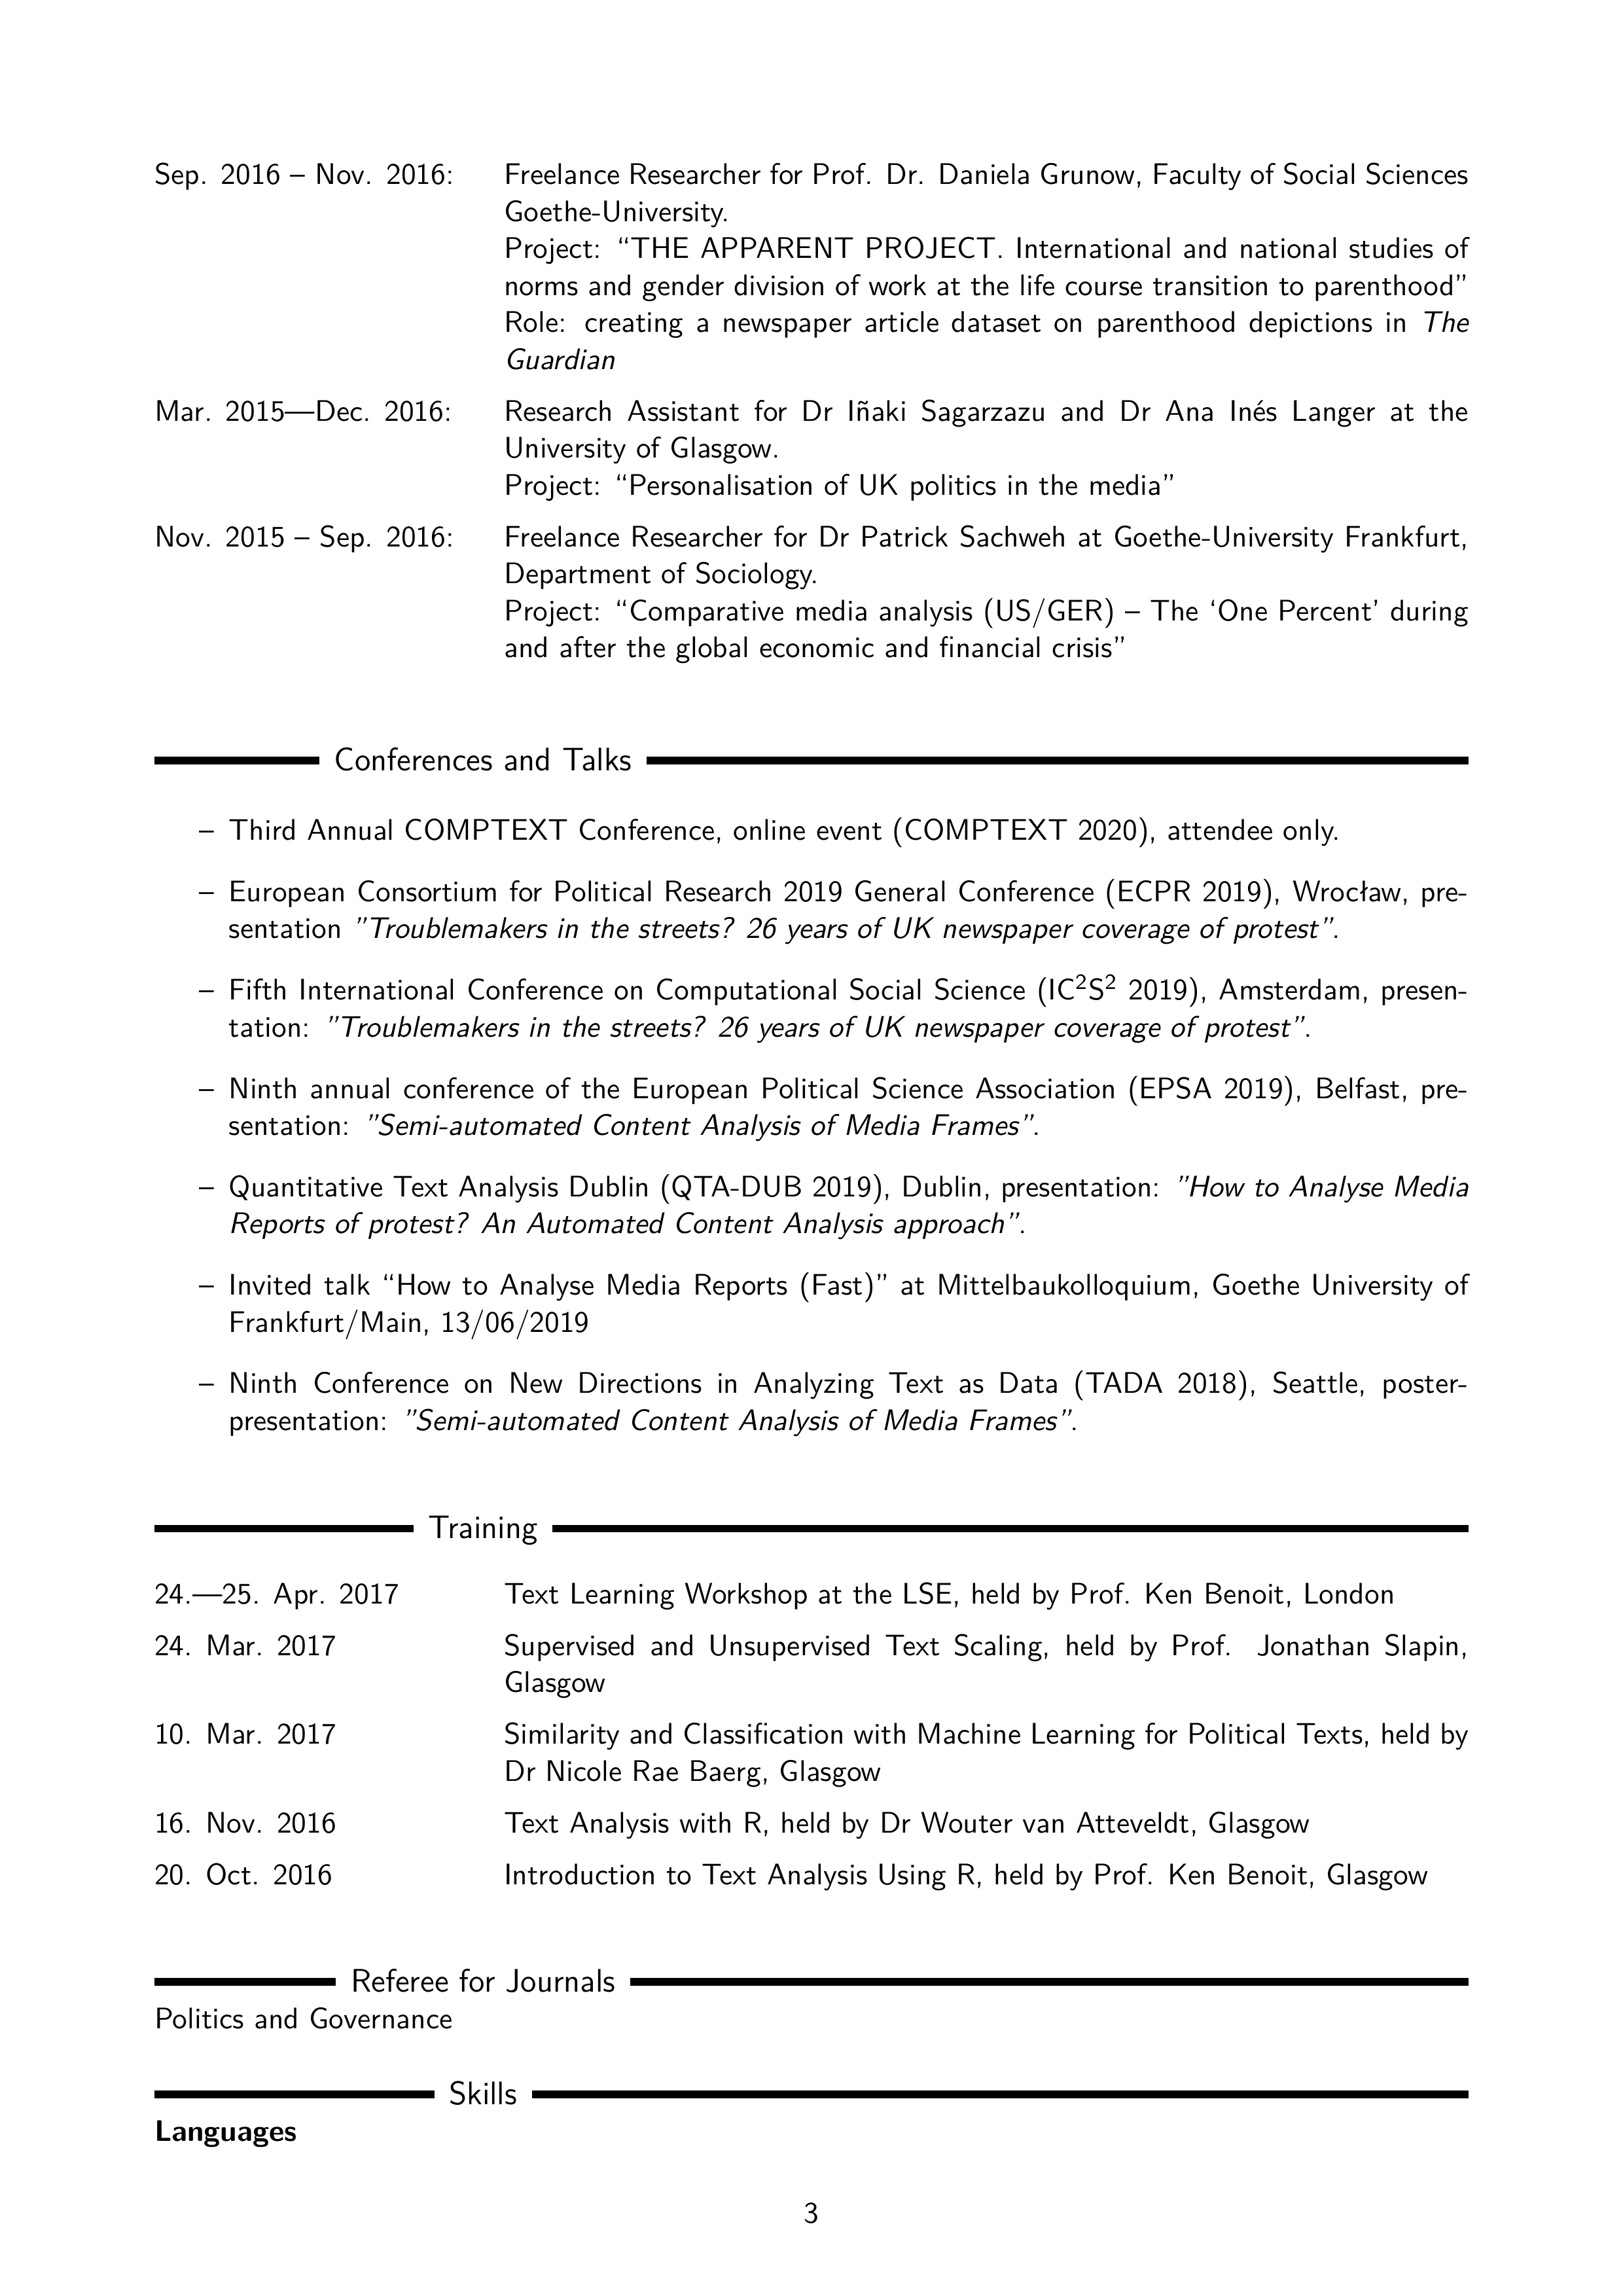 Sep. 2016 – Nov. 2016: Freelance Researcher for Prof. Dr. Daniela Grunow, Faculty of Social Sciences
Goethe-University.
Project: “THE APPARENT PROJECT. International and national studies of
norms and gender division of work at the life course transition to parenthood”
Role: creating a newspaper article dataset on parenthood depictions in The
Guardian
Mar. 2015—Dec. 2016: Research Assistant for Dr Iñaki Sagarzazu and Dr Ana Inés Langer at the
University of Glasgow.
Project: “Personalisation of UK politics in the media”
Nov. 2015 – Sep. 2016: Freelance Researcher for Dr Patrick Sachweh at Goethe-University Frankfurt,
Department of Sociology.
Project: “Comparative media analysis (US/GER) – The ‘One Percent’ during
and after the global economic and financial crisis”
Conferences and Talks
– Third Annual COMPTEXT Conference, online event (COMPTEXT 2020), attendee only.
– European Consortium for Political Research 2019 General Conference (ECPR 2019), Wrocław, pre-
sentation ”Troublemakers in the streets? 26 years of UK newspaper coverage of protest”.
– Fifth International Conference on Computational Social Science (IC²S² 2019), Amsterdam, presen-
tation: ”Troublemakers in the streets? 26 years of UK newspaper coverage of protest”.
– Ninth annual conference of the European Political Science Association (EPSA 2019), Belfast, pre-
sentation: ”Semi-automated Content Analysis of Media Frames”.
– Quantitative Text Analysis Dublin (QTA-DUB 2019), Dublin, presentation: ”How to Analyse Media
Reports of protest? An Automated Content Analysis approach”.
– Invited talk “How to Analyse Media Reports (Fast)” at Mittelbaukolloquium, Goethe University of
Frankfurt/Main, 13/06/2019
– Ninth Conference on New Directions in Analyzing Text as Data (TADA 2018), Seattle, poster-
presentation: ”Semi-automated Content Analysis of Media Frames”.
Training
24.—25. Apr. 2017 Text Learning Workshop at the LSE, held by Prof. Ken Benoit, London
24. Mar. 2017 Supervised and Unsupervised Text Scaling, held by Prof. Jonathan Slapin,
Glasgow
10. Mar. 2017 Similarity and Classification with Machine Learning for Political Texts, held by
Dr Nicole Rae Baerg, Glasgow
16. Nov. 2016 Text Analysis with R, held by Dr Wouter van Atteveldt, Glasgow
20. Oct. 2016 Introduction to Text Analysis Using R, held by Prof. Ken Benoit, Glasgow
Referee for Journals
Politics and Governance
Skills
Languages
3